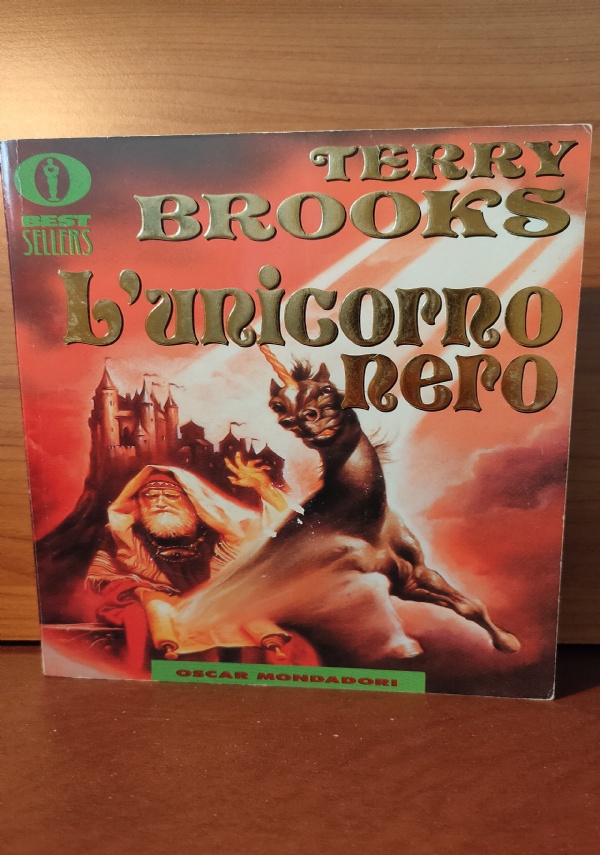 BEST
SELLERS
TERRY
BROOKS
L'unicorno
nero
OSCAR MONDADORI